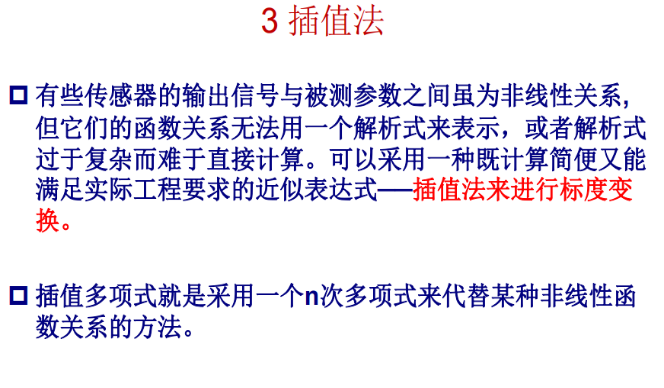 3 插值法
有些传感器的输出信号与被测参数之间虽为非线性关系,
但它们的函数关系无法用一个解析式来表示，或者解析式
过于复杂而难于直接计算。可以采用一种既计算简便又能
满足实际工程要求的近似表达式──插值法来进行标度变
换。
插值多项式就是采用一个n次多项式来代替某种非线性函
数关系的方法。